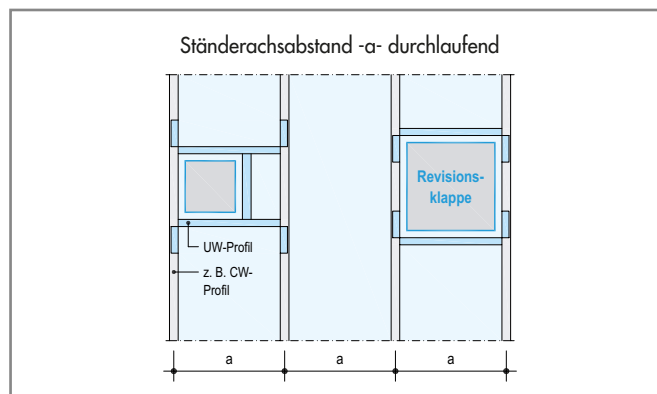 Ständerachsabstand -a- durchlaufend
Revisions-
klappe
UW-Profil
z. B. CW-
Profil
a
a
a